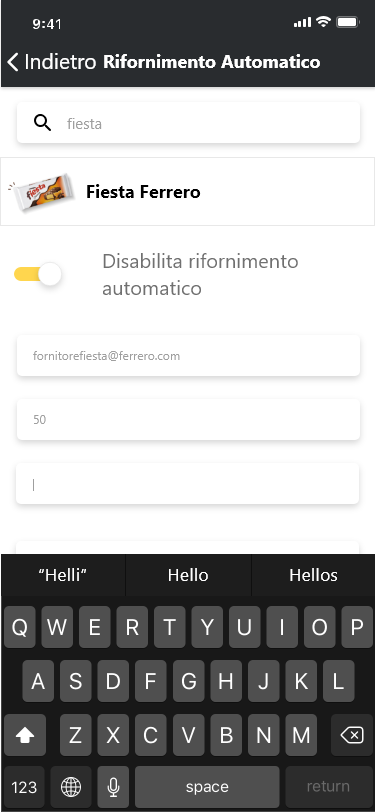 9:41
Indietro Rifornimento Automatico
fiesta
fiesta
Fiesta Ferrero
Disabilita rifornimento
automatico
fornitorefiesta@ferrero.com
50
“Helli” Hello Hellos
Q W E R T Y U I O P
A S D F G H J K L
Z X C V B N M
123 space return